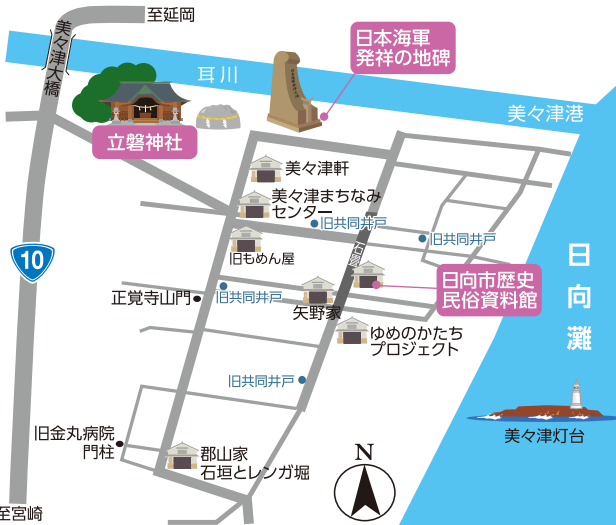 至延岡
美々津大橋
耳川
日本海軍
発祥の地碑
美々津港
立磐神社
美々津軒
美々津まちなみ
センター
旧共同井戸
旧共同井戸
旧もめん屋
石畳
日向灘
10
日向市歴史
民俗資料館
旧共同井戸
正覚寺山門
矢野家
ゆめのかたち
プロジェクト
旧共同井戸
美々津灯台
旧金丸病院
門柱
郡山家
石垣とレンガ堀
N
至宮崎